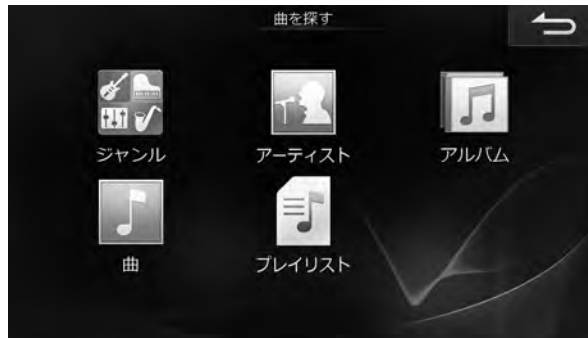 曲を探す
ジャンル
アーティスト
アルバム
曲
プレイリスト